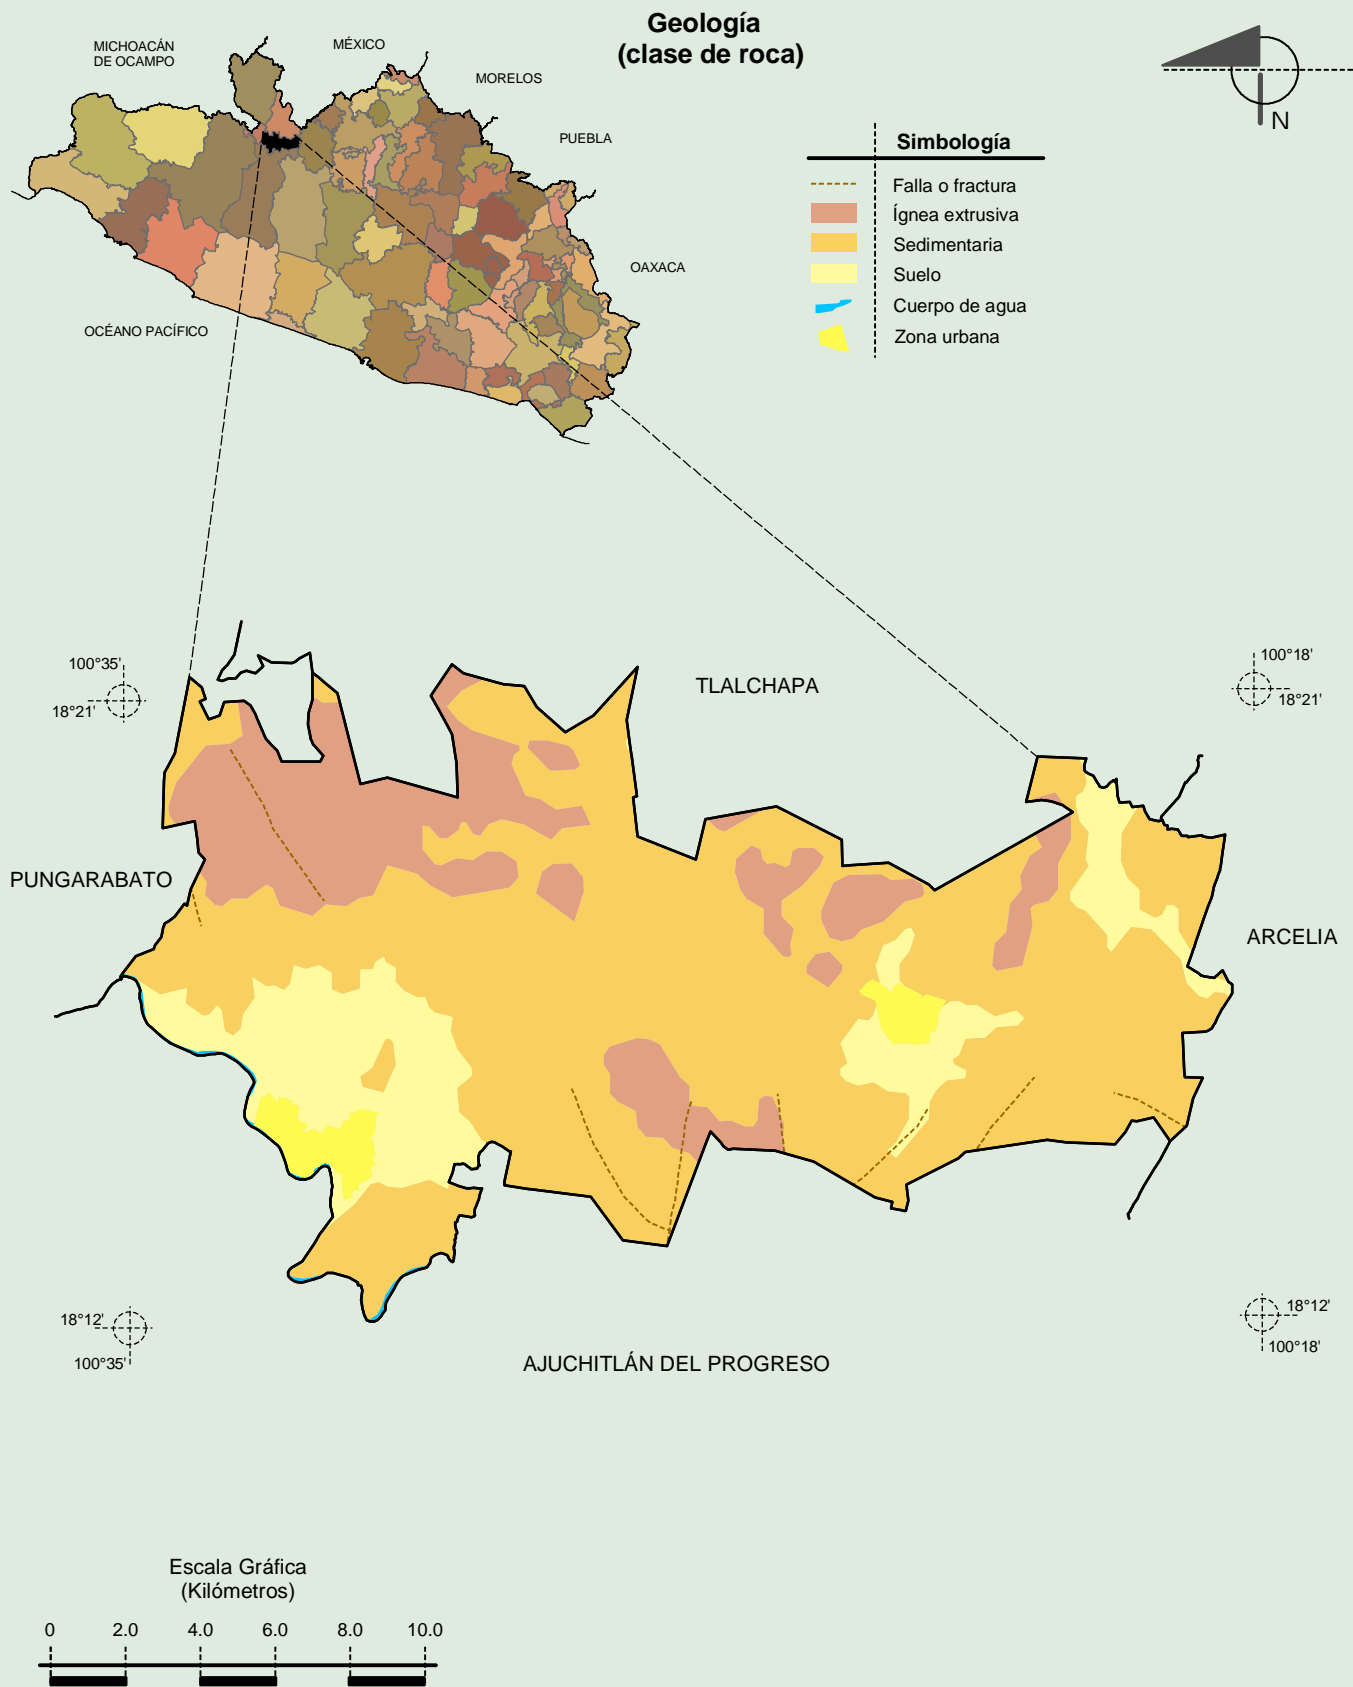 Geología
(clase de roca)
MICHOACÁN
DE OCAMPO
MÉXICO
MORELOS
PUEBLA
OAXACA
OCÉANO PACÍFICO
N
Simbología
Falla o fractura
Ígnea extrusiva
Sedimentaria
Suelo
Cuerpo de agua
Zona urbana
100°35'
18°21'
TLALCHAPA
100°18'
18°21'
PUNGARABATO
ARCELIA
18°12'
100°35'
18°12'
100°18'
AJUCHITLÁN DEL PROGRESO
Escala Gráfica
(Kilómetros)
0 2.0 4.0 6.0 8.0 10.0